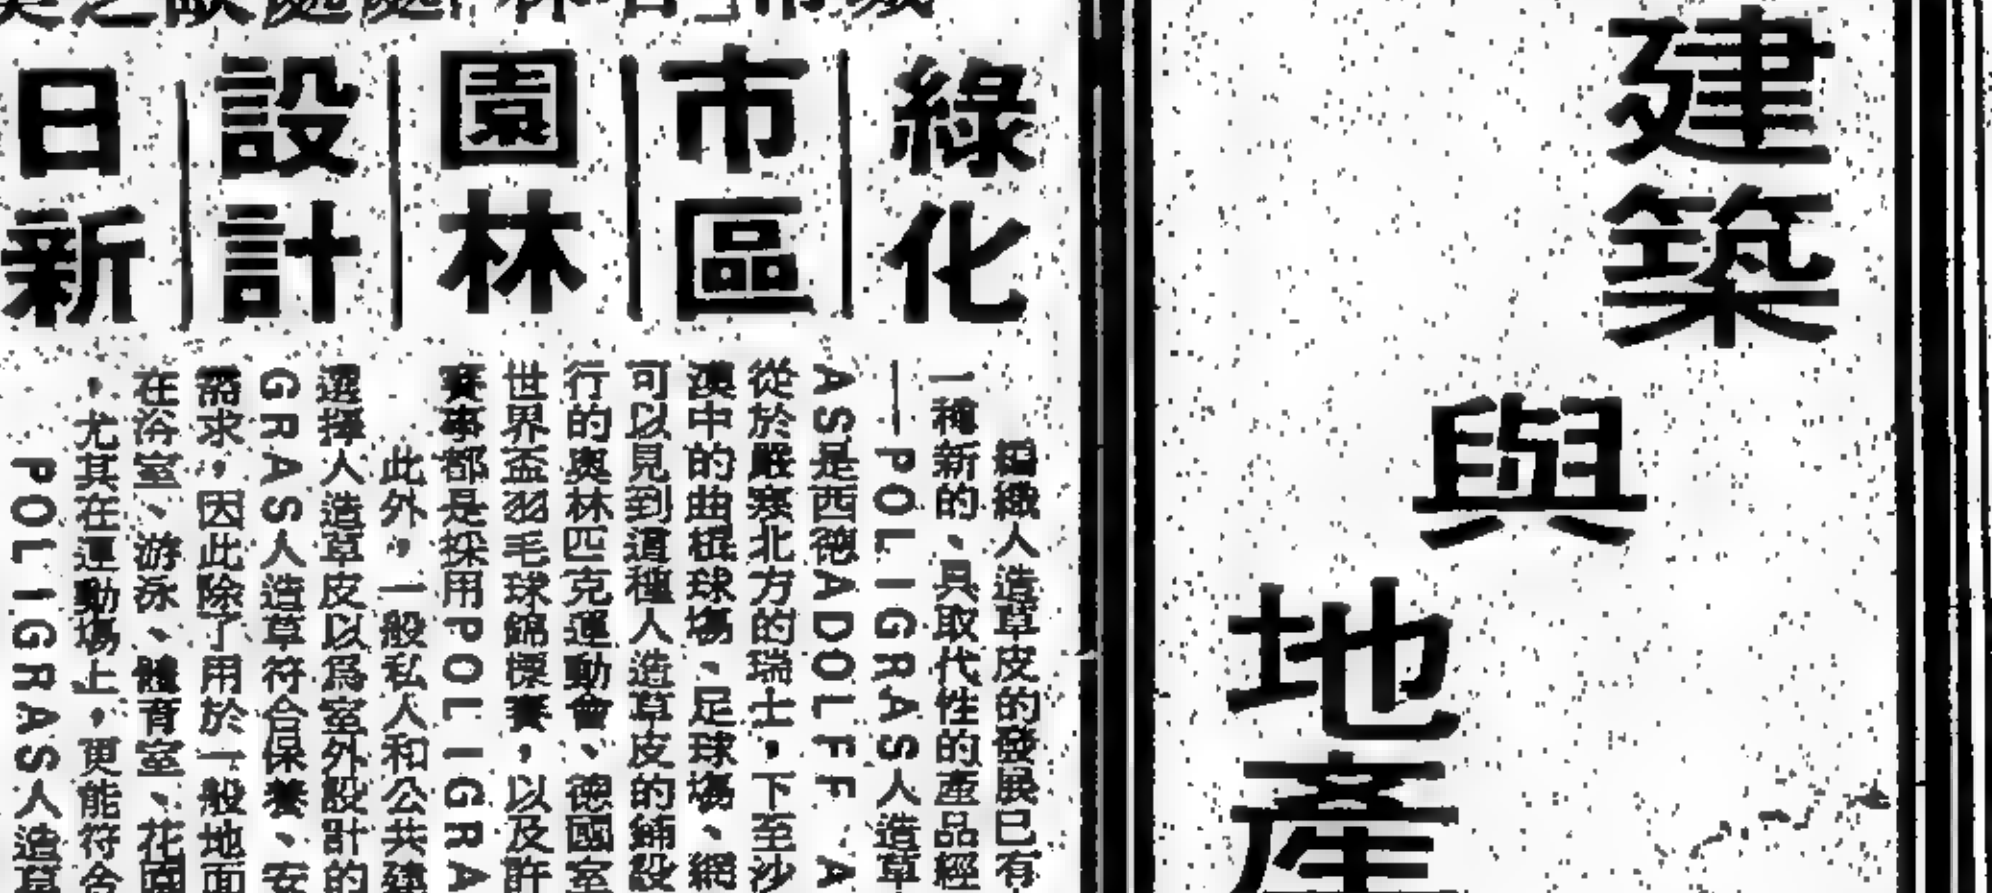 建築
與
地產
綠化
市區
園林
設計
日新
編織人造草皮的發展已有
一種新的、具取代性的產品經
——POLIGRAS人造草
AS是西德ADOLFF A
從於嚴寒北方的瑞士,下至沙
漠中的曲棍球場、足球場、網
可以見到這種人造草皮的鋪設
行的奧林匹克運動會、德國室
世界盃羽毛球錦標賽,以及許
賽事都是採用POLIGRA
此外,一般私人和公共建
選擇人造草皮以爲室外設計的
GRAS人造草符合保養、安
需求,因此除了用於一般地面
在浴室、游泳、體育室、花園
,尤其在運動場上,更能符合
POLIGRAS人造草